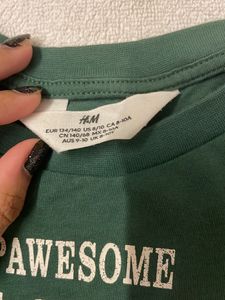 H&M
EUR 134/140 US 8/10 CA 8-10A
CN 140/68 MX 8-10A
AUS 9-10 UK 8-10Y
PAWESOME